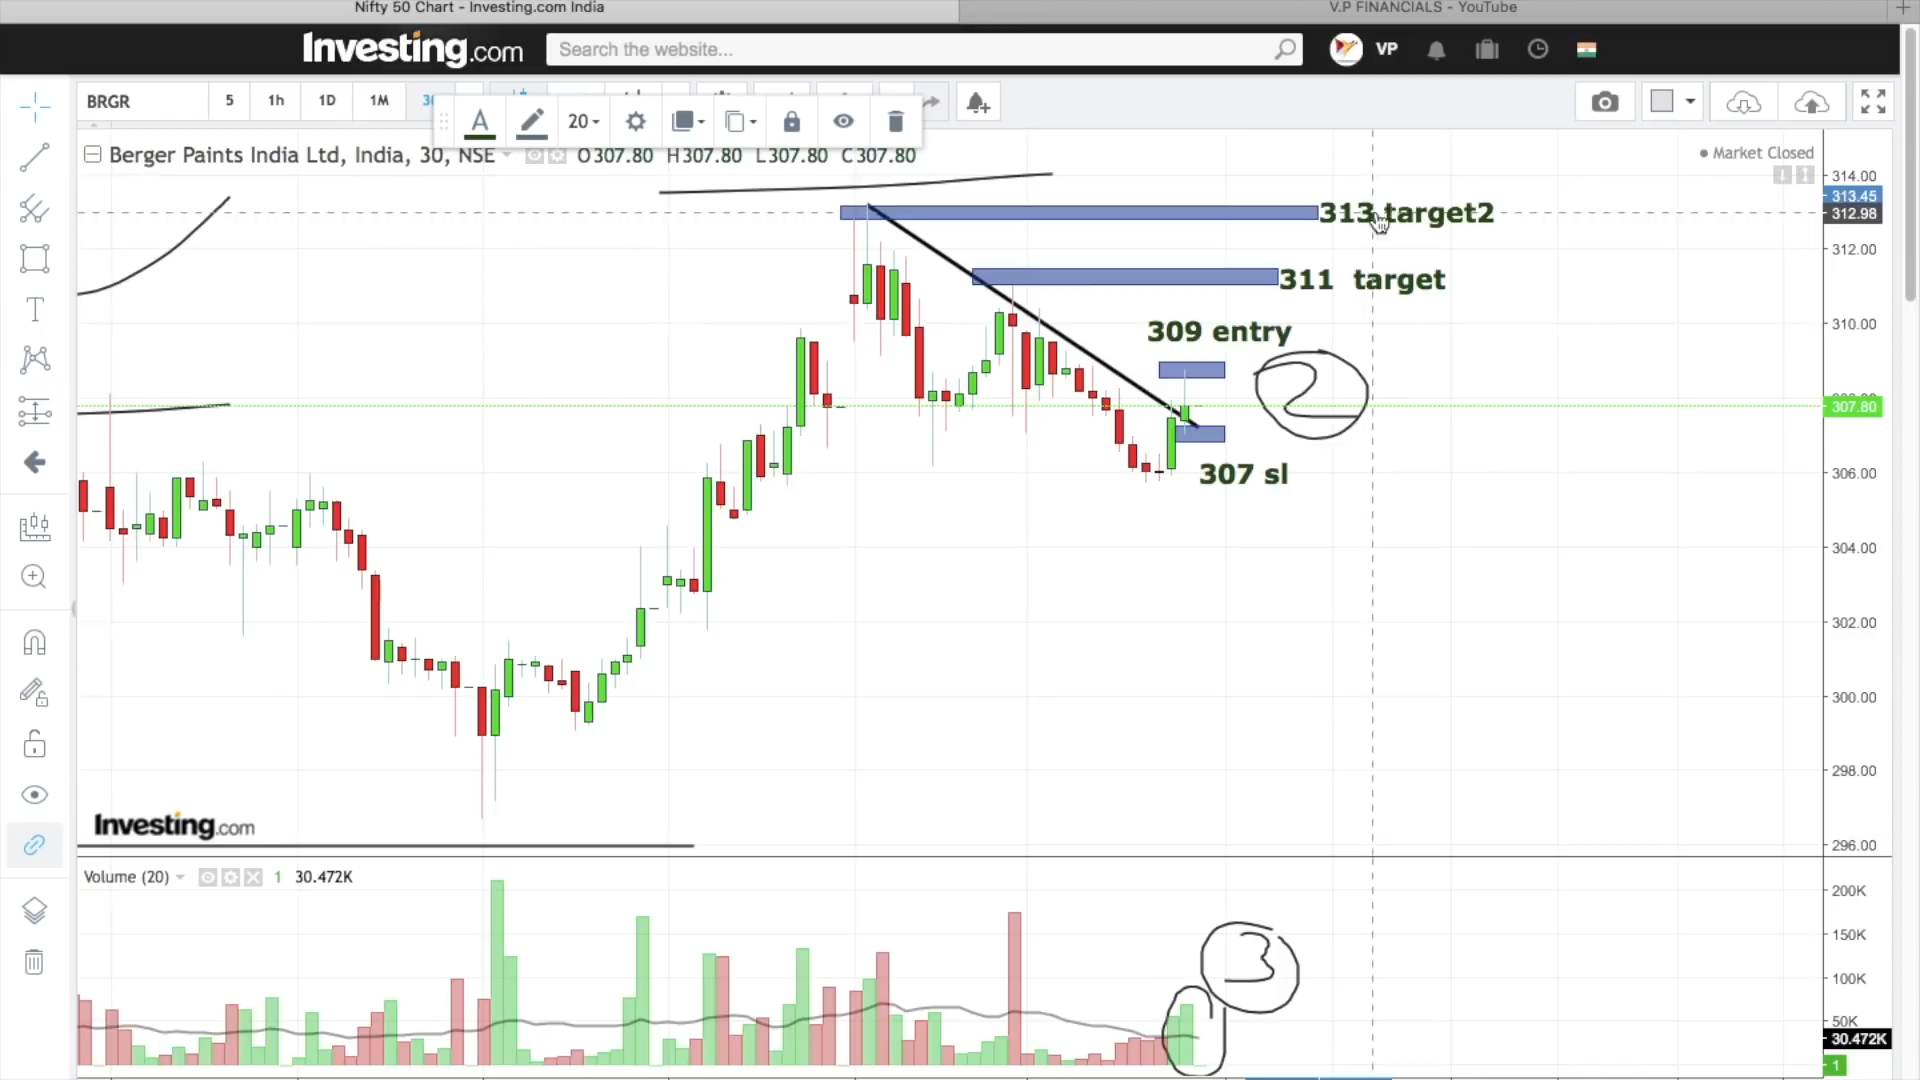 Nifty 50 Chart - Investing.com India
V.P FINANCIALS - YouTube
Investing.com
Search the website...
VP
BRGR 5 1h 1D 1M
20
Berger Paints India Ltd, India, 30, NSE O307.80 H307.80 L307.80 C307.80
Market Closed
314.00
313.45
312.98
313 target2
312.00
311 target
310.00
309 entry
2
307.80
306.00
307 sl
304.00
302.00
300.00
298.00
Investing.com
296.00
Volume (20) 1 30.472K
200K
150K
3
100K
50K
30.472K
1